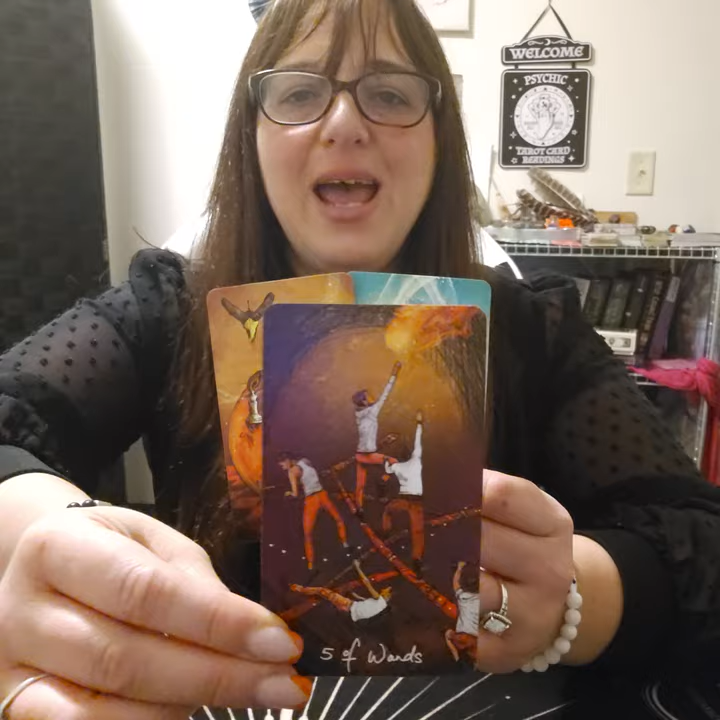 WELCOME
PSYCHIC
TAROT CARD
READINGS
5 of Wands